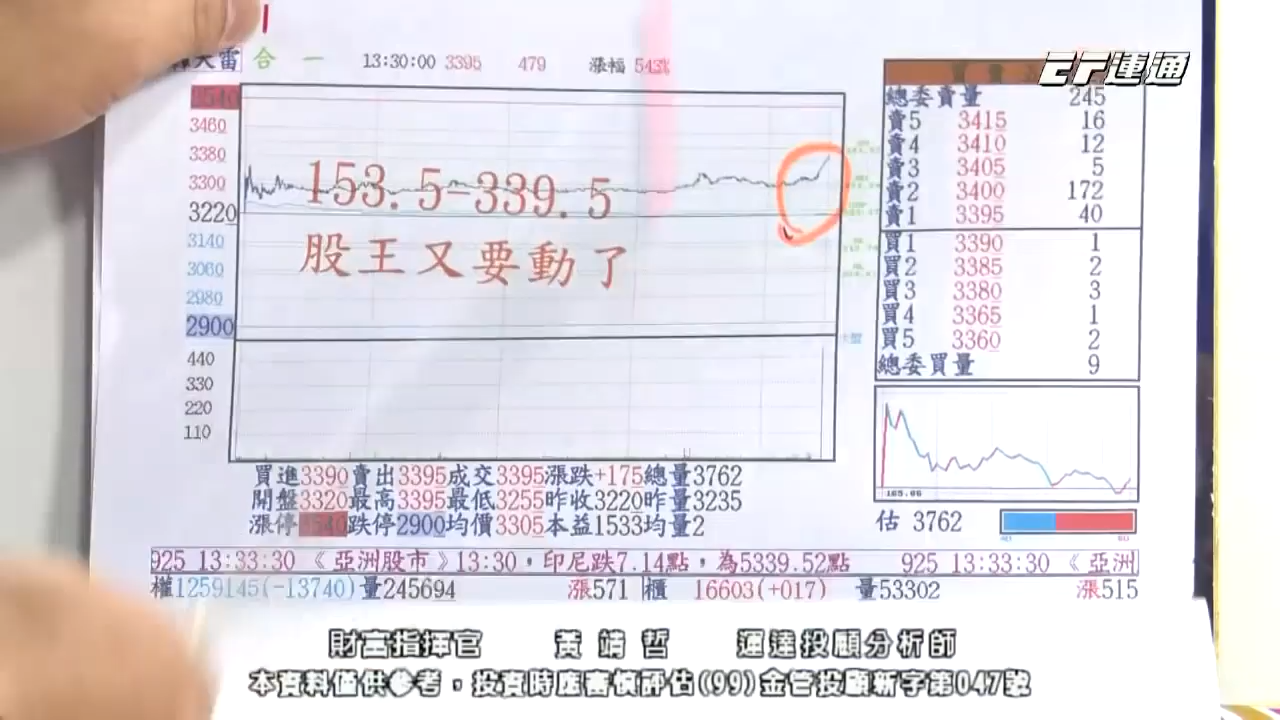 天雷 合一 13:30:00 3395 479 漲幅 543%
運通
3540
3460
3380
3300
3220
3140
3060
2980
2900
440
330
220
110
153.5-339.5
股王又要動了
總委賣量 245
賣5 3415 16
賣4 3410 12
賣3 3405 5
賣2 3400 172
賣1 3395 40
買1 3390 1
買2 3385 2
買3 3380 3
買4 3365 1
買5 3360 2
總委買量 9
估 3762
買進3390賣出3395成交3395漲跌+175總量3762
開盤3320最高3395最低3255昨收3220昨量3235
漲停3540跌停2900均價3305本益1533均量2
925 13:33:30《亞洲股市》13:30,印尼跌7.14點,為5339.52點 925 13:33:30《亞洲
權1259145(-13740)量245694 漲571 櫃 16603(+017) 量53302 漲515
財富指揮官 黃靖哲 運達投顧分析師
本資料僅供參考,投資時應審慎評估(99)金管投顧新字第047號